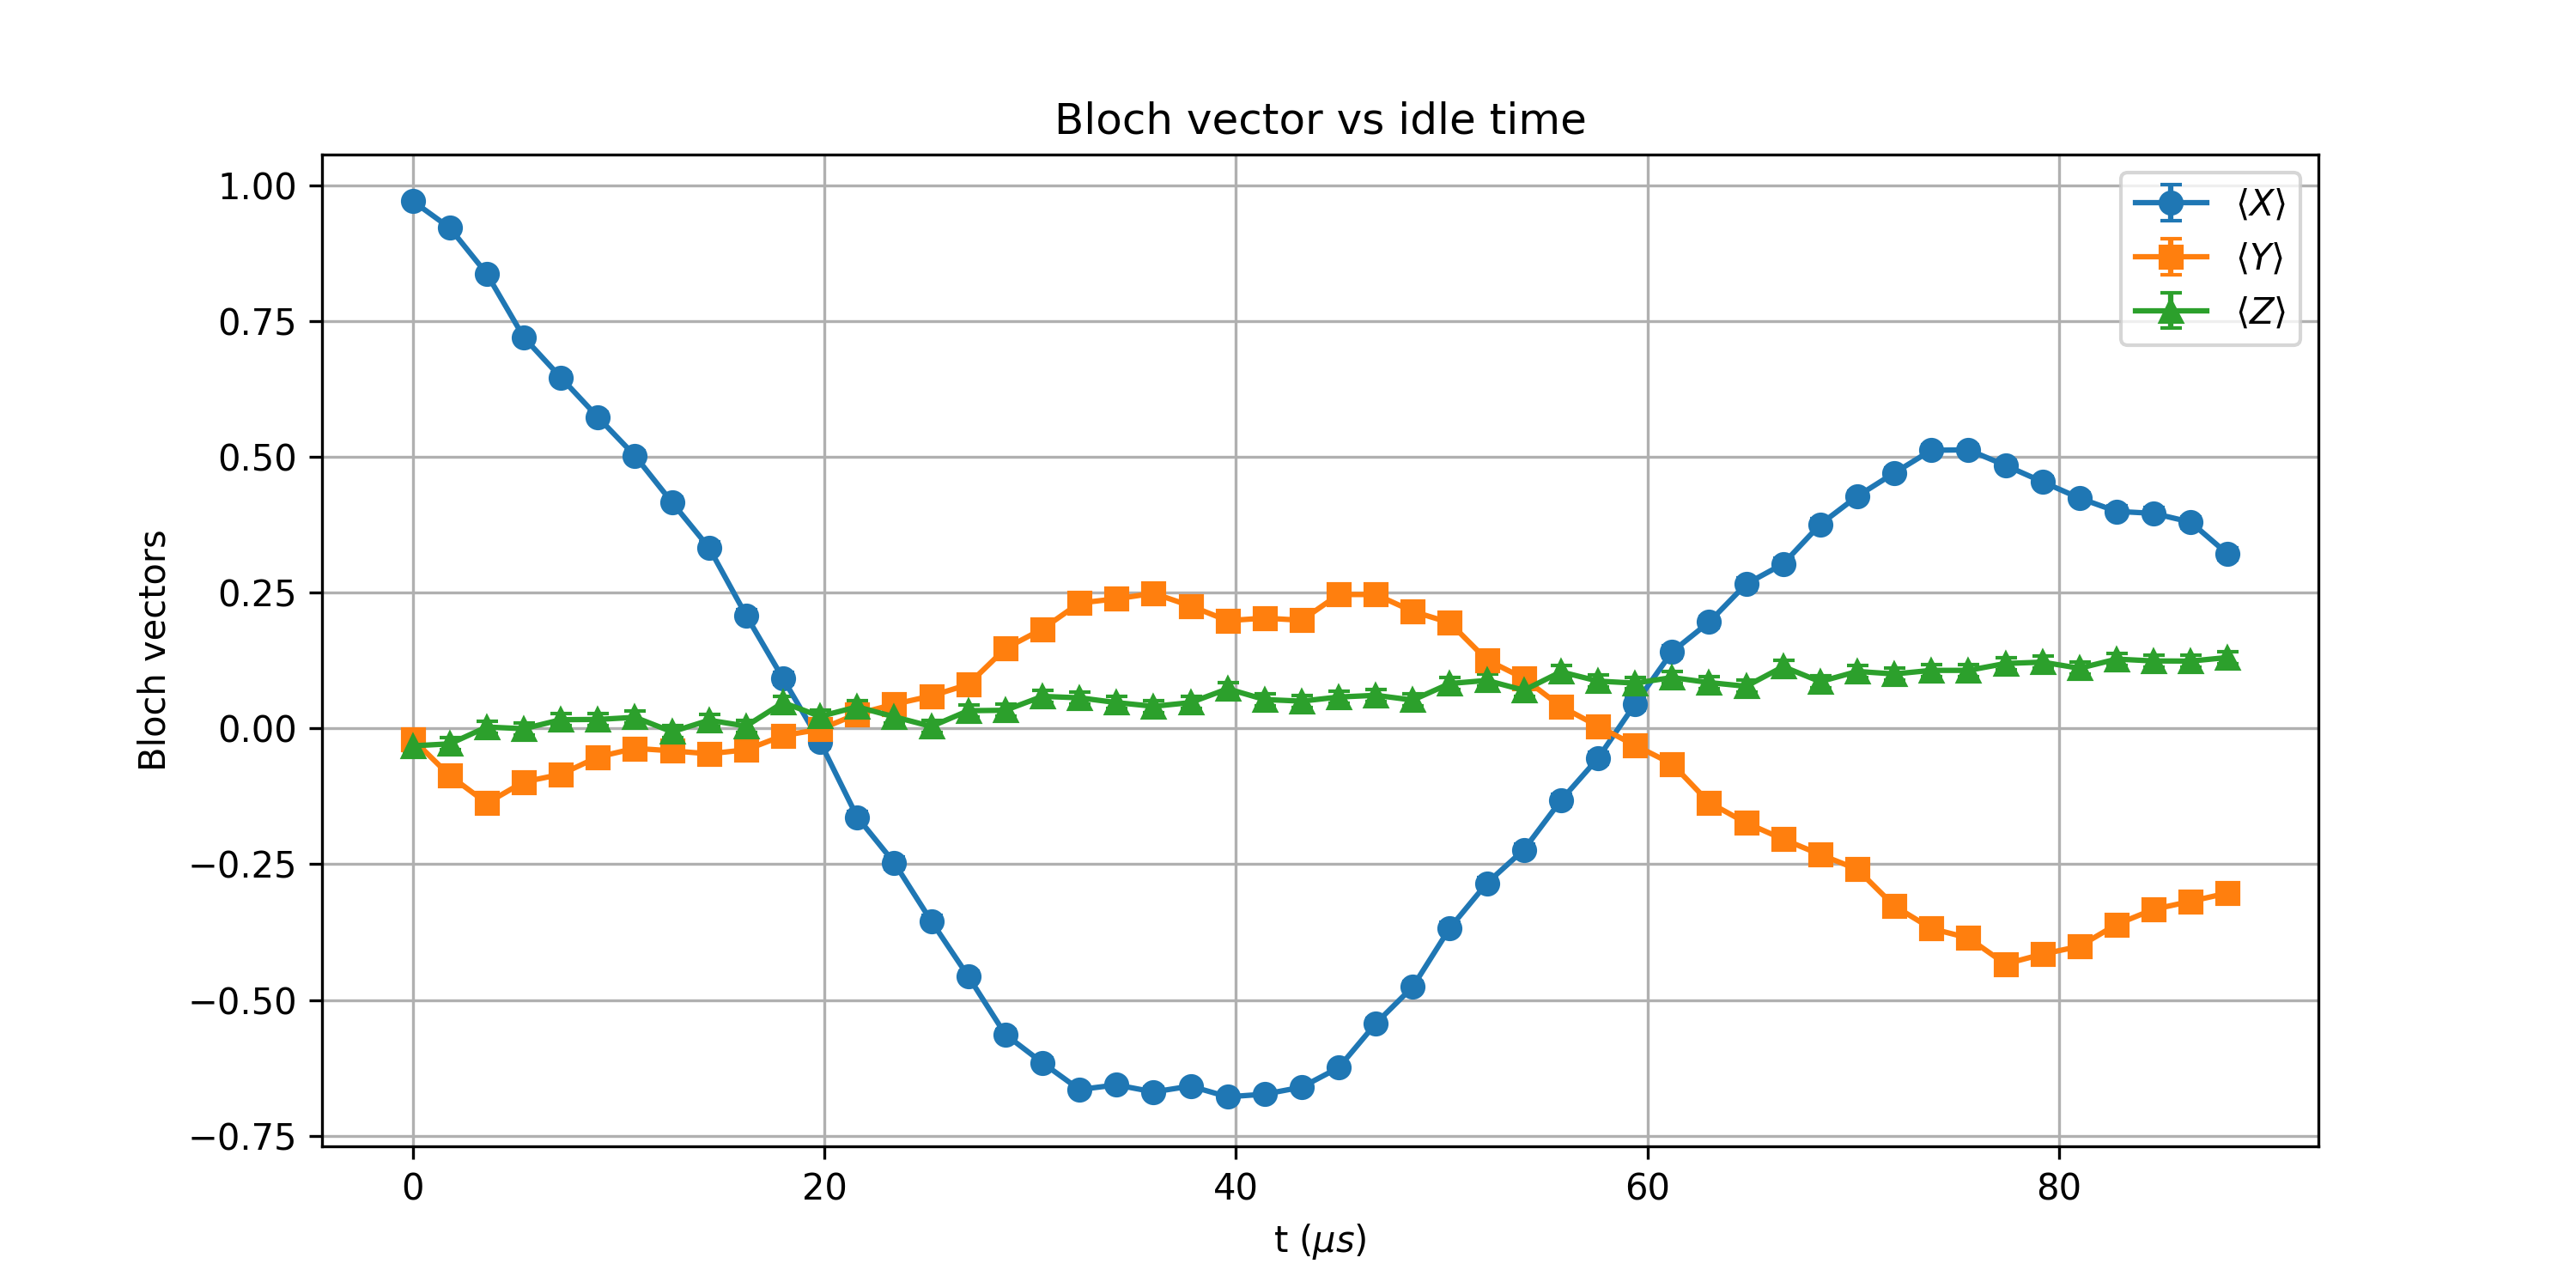 Bloch vector vs idle time
⟨X⟩
⟨Y⟩
⟨Z⟩
Bloch vectors
1.00
0.75
0.50
0.25
0.00
−0.25
−0.50
−0.75
0 20 40 60 80
t (μs)